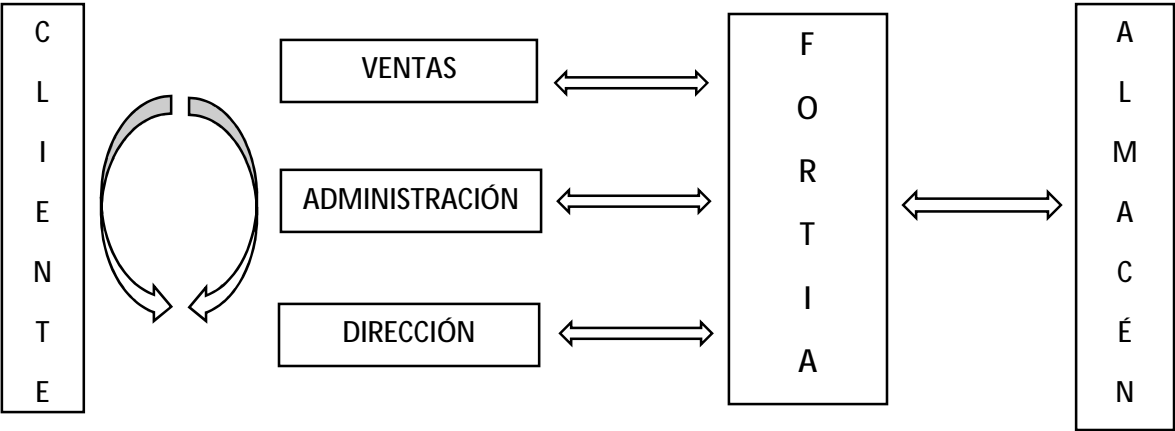 CLIENTE
VENTAS
ADMINISTRACIÓN
DIRECCIÓN
FORTIA
ALMACÉN